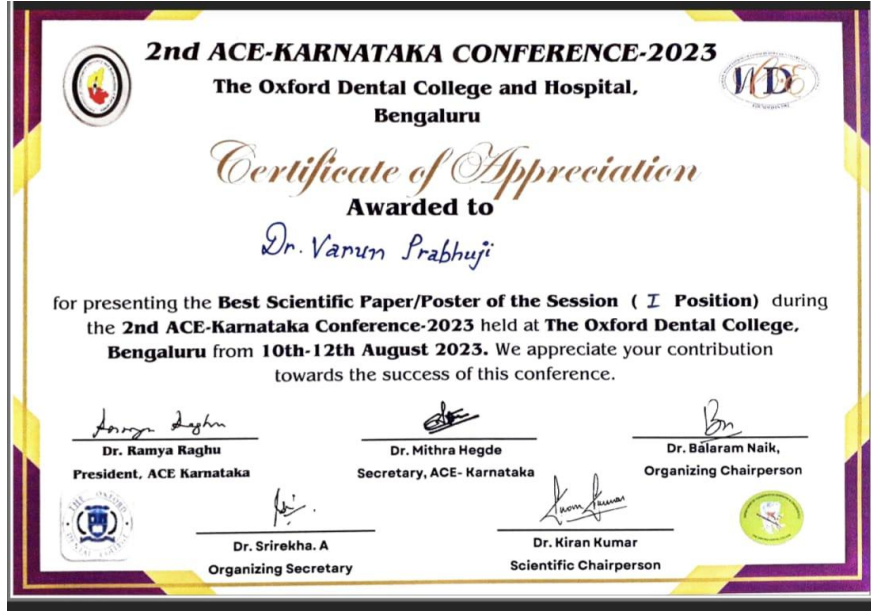 2nd ACE-KARNATAKA CONFERENCE-2023
The Oxford Dental College and Hospital,
Bengaluru
Certificate of Appreciation
Awarded to
Dr. Varun Prabhuji
for presenting the Best Scientific Paper/Poster of the Session ( I Position) during
the 2nd ACE-Karnataka Conference-2023 held at The Oxford Dental College,
Bengaluru from 10th-12th August 2023. We appreciate your contribution
towards the success of this conference.
Dr. Ramya Raghu
President, ACE Karnataka
Dr. Mithra Hegde
Secretary, ACE- Karnataka
Dr. Balaram Naik,
Organizing Chairperson
THE OXFORD
DENTAL COLLEGE
Dr. Srirekha. A
Organizing Secretary
Dr. Kiran Kumar
Scientific Chairperson